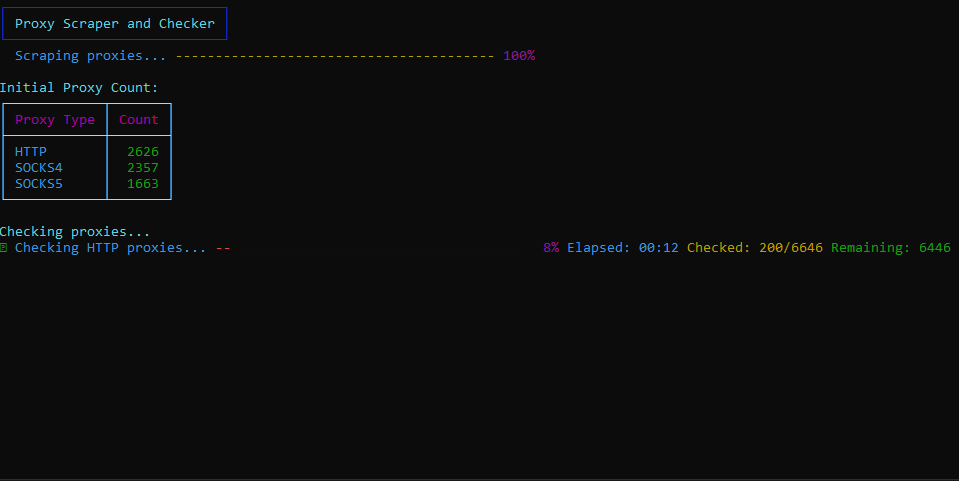 Proxy Scraper and Checker
Scraping proxies... ---------------------------------------- 100%
Initial Proxy Count:
Proxy Type Count
HTTP 2626
SOCKS4 2357
SOCKS5 1663
Checking proxies...
Checking HTTP proxies... -- 8% Elapsed: 00:12 Checked: 200/6646 Remaining: 6446